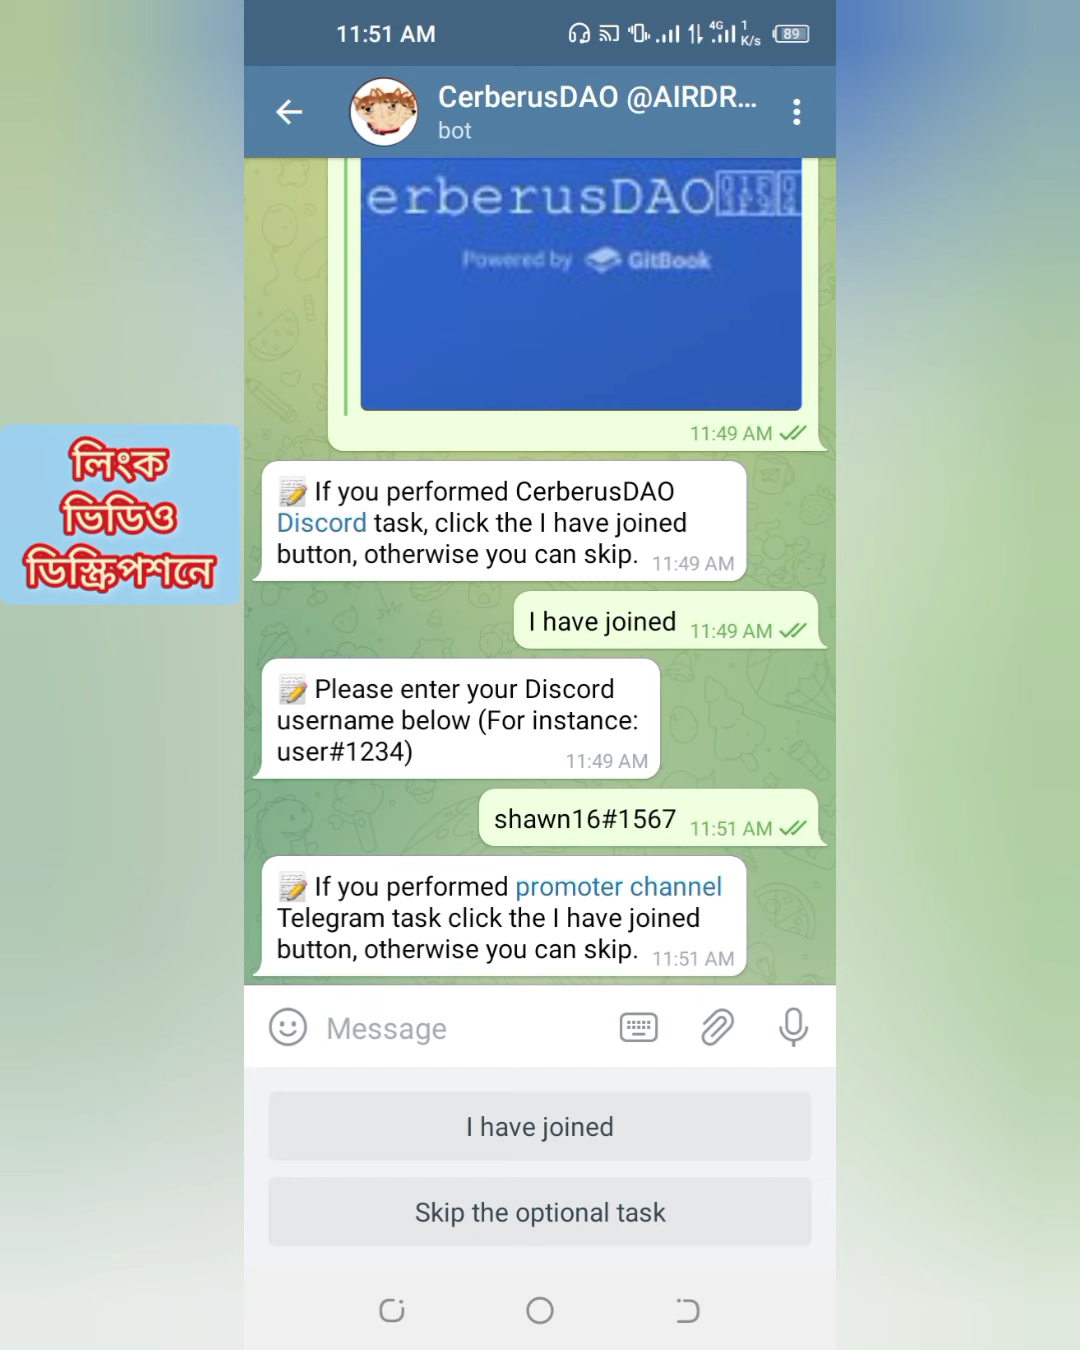 11:51 AM
4G
1
K/s
89
CerberusDAO @AIRDR...
bot
erberusDAO
Powered by GitBook
11:49 AM
If you performed CerberusDAO
Discord task, click the I have joined
button, otherwise you can skip. 11:49 AM
I have joined 11:49 AM
Please enter your Discord
username below (For instance:
user#1234) 11:49 AM
shawn16#1567 11:51 AM
If you performed promoter channel
Telegram task click the I have joined
button, otherwise you can skip. 11:51 AM
Message
I have joined
Skip the optional task
লিংক
ভিডিও
ডিস্ক্রিপশনে